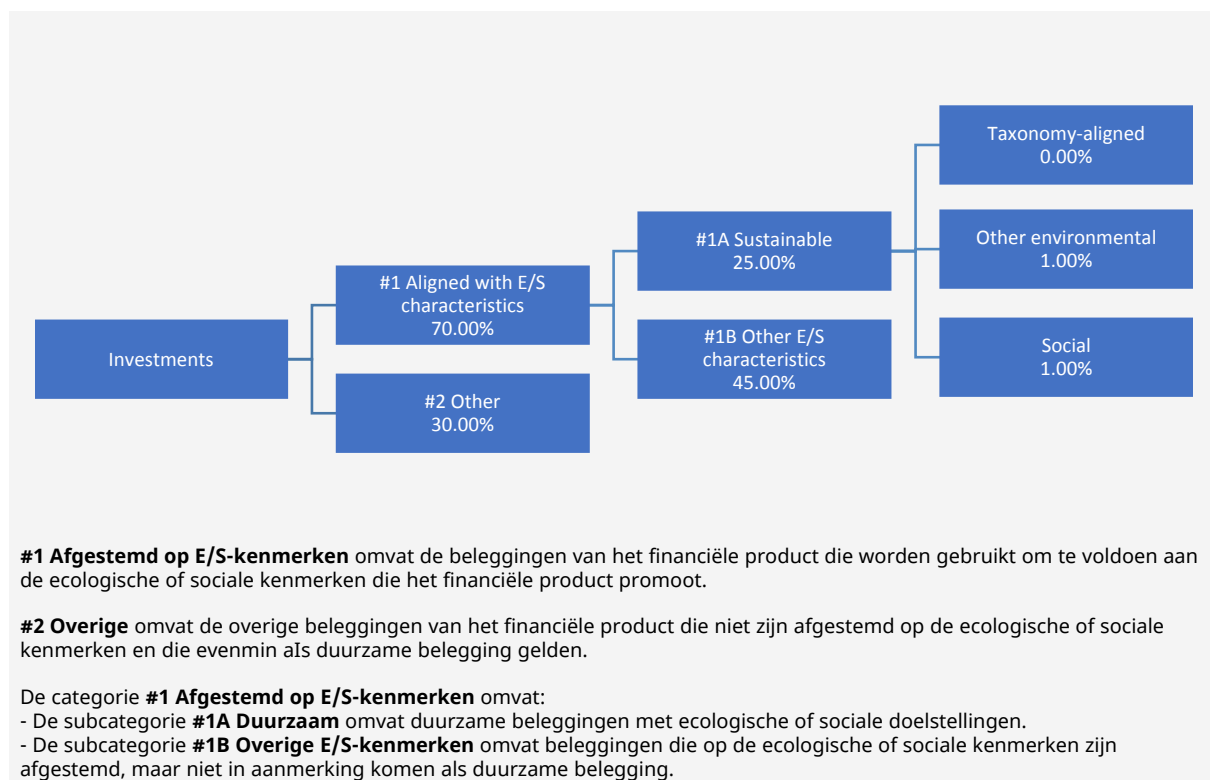 Taxonomy-aligned
0.00%
#1A Sustainable
25.00%
Other environmental
1.00%
#1 Aligned with E/S
characteristics
70.00%
Investments
#1B Other E/S
characteristics
45.00%
Social
1.00%
#2 Other
30.00%
#1 Afgestemd op E/S-kenmerken omvat de beleggingen van het financiële product die worden gebruikt om te voldoen aan
de ecologische of sociale kenmerken die het financiële product promoot.
#2 Overige omvat de overige beleggingen van het financiële product die niet zijn afgestemd op de ecologische of sociale
kenmerken en die evenmin aIs duurzame belegging gelden.
De categorie #1 Afgestemd op E/S-kenmerken omvat:
- De subcategorie #1A Duurzaam omvat duurzame beleggingen met ecologische of sociale doelstellingen.
- De subcategorie #1B Overige E/S-kenmerken omvat beleggingen die op de ecologische of sociale kenmerken zijn
afgestemd, maar niet in aanmerking komen als duurzame belegging.